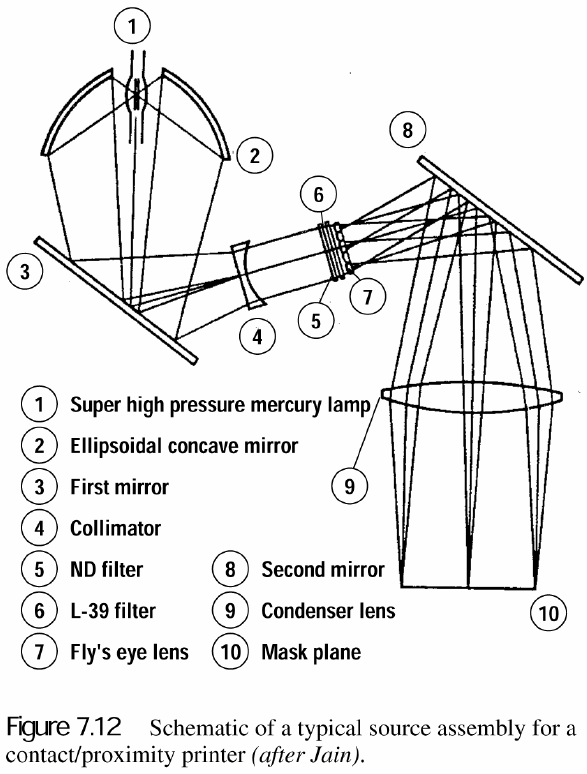 1
8
2
6
3
7
5
4
1 Super high pressure mercury lamp
2 Ellipsoidal concave mirror
3 First mirror
9
4 Collimator
5 ND filter
8 Second mirror
6 L-39 filter
9 Condenser lens
10
7 Fly's eye lens
10 Mask plane
Figure 7.12 Schematic of a typical source assembly for a
contact/proximity printer (after Jain).